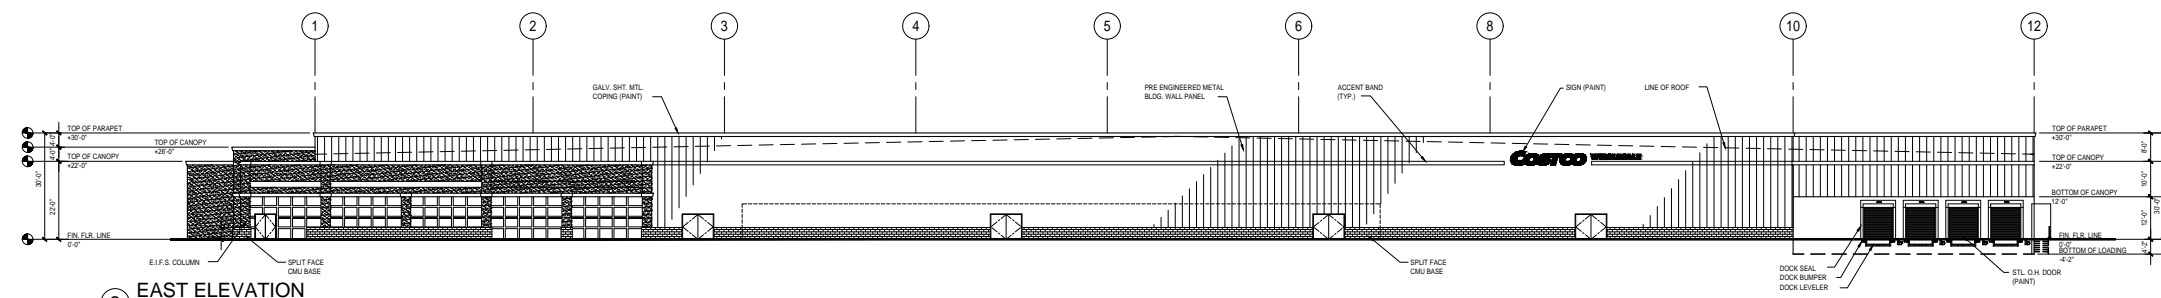 1 2 3 4 5 6 8 10 12
GALV. SHT. MTL.
COPING (PAINT)
PRE ENGINEERED METAL
BLDG. WALL PANEL
ACCENT BAND
(TYP.)
SIGN (PAINT)
LINE OF ROOF
TOP OF PARAPET
+30'-0"
TOP OF CANOPY
+26'-0"
TOP OF CANOPY
+22'-0"
4'-0"
4'-0"
30'-0"
22'-0"
FIN. FLR. LINE
0'-0"
COSTCO WHOLESALE
TOP OF PARAPET
+30'-0"
TOP OF CANOPY
+22'-0"
BOTTOM OF CANOPY
12'-0"
FIN. FLR. LINE
0'-0"
BOTTOM OF LOADING
-4'-2"
8'-0"
10'-0"
12'-0"
4'-2"
30'-0"
E.I.F.S. COLUMN
SPLIT FACE
CMU BASE
SPLIT FACE
CMU BASE
DOCK SEAL
DOCK BUMPER
DOCK LEVELER
STL. O.H. DOOR
(PAINT)
EAST ELEVATION